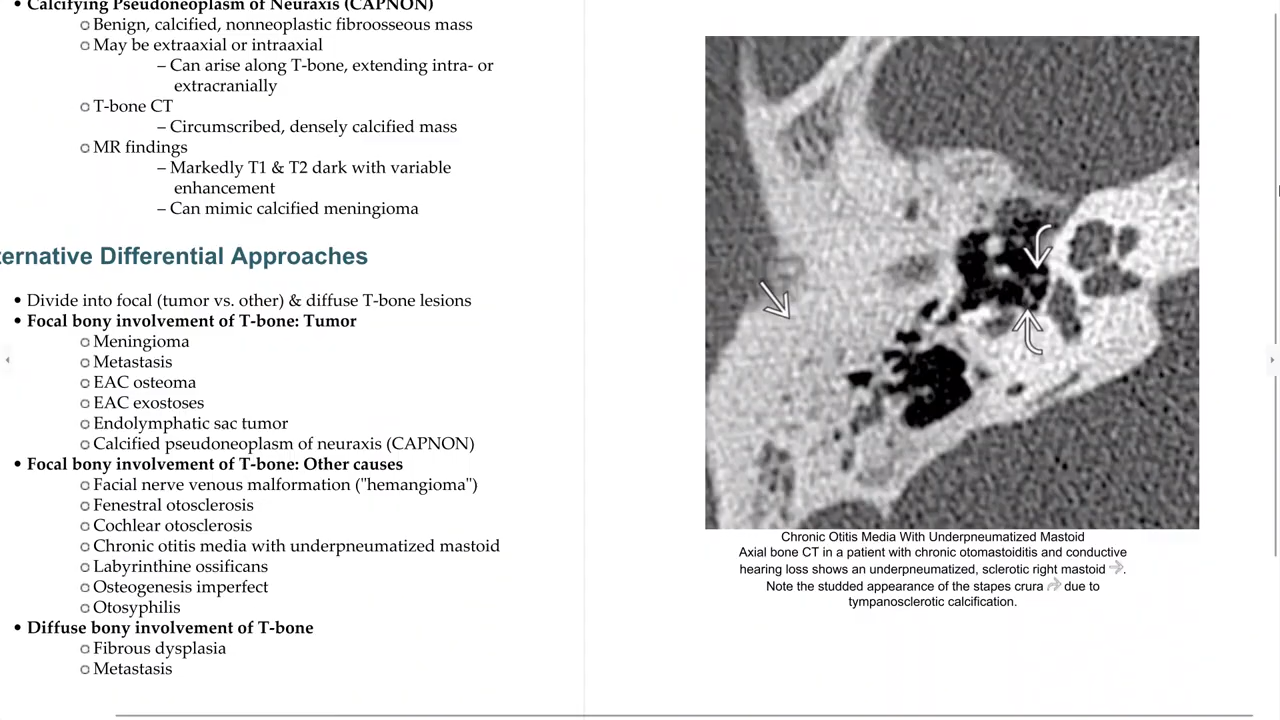 • Calcifying Pseudoneoplasm of Neuraxis (CAPNON)
○ Benign, calcified, nonneoplastic fibroosseous mass
○ May be extraaxial or intraaxial
– Can arise along T-bone, extending intra- or
extracranially
○ T-bone CT
– Circumscribed, densely calcified mass
○ MR findings
– Markedly T1 & T2 dark with variable
enhancement
– Can mimic calcified meningioma
ternative Differential Approaches
• Divide into focal (tumor vs. other) & diffuse T-bone lesions
• Focal bony involvement of T-bone: Tumor
○ Meningioma
○ Metastasis
○ EAC osteoma
○ EAC exostoses
○ Endolymphatic sac tumor
○ Calcified pseudoneoplasm of neuraxis (CAPNON)
• Focal bony involvement of T-bone: Other causes
○ Facial nerve venous malformation ("hemangioma")
○ Fenestral otosclerosis
○ Cochlear otosclerosis
○ Chronic otitis media with underpneumatized mastoid
○ Labyrinthine ossificans
○ Osteogenesis imperfect
○ Otosyphilis
• Diffuse bony involvement of T-bone
○ Fibrous dysplasia
○ Metastasis
Chronic Otitis Media With Underpneumatized Mastoid
Axial bone CT in a patient with chronic otomastoiditis and conductive
hearing loss shows an underpneumatized, sclerotic right mastoid .
Note the studded appearance of the stapes crura due to
tympanosclerotic calcification.